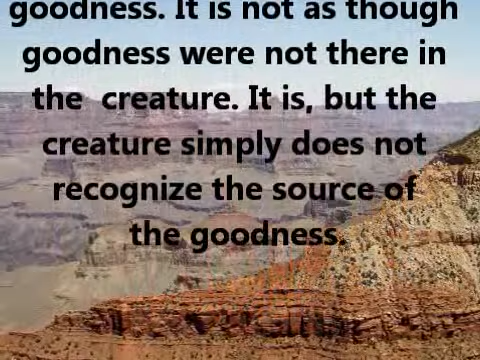 goodness. It is not as though
goodness were not there in
the creature. It is, but the
creature simply does not
recognize the source of
the goodness.